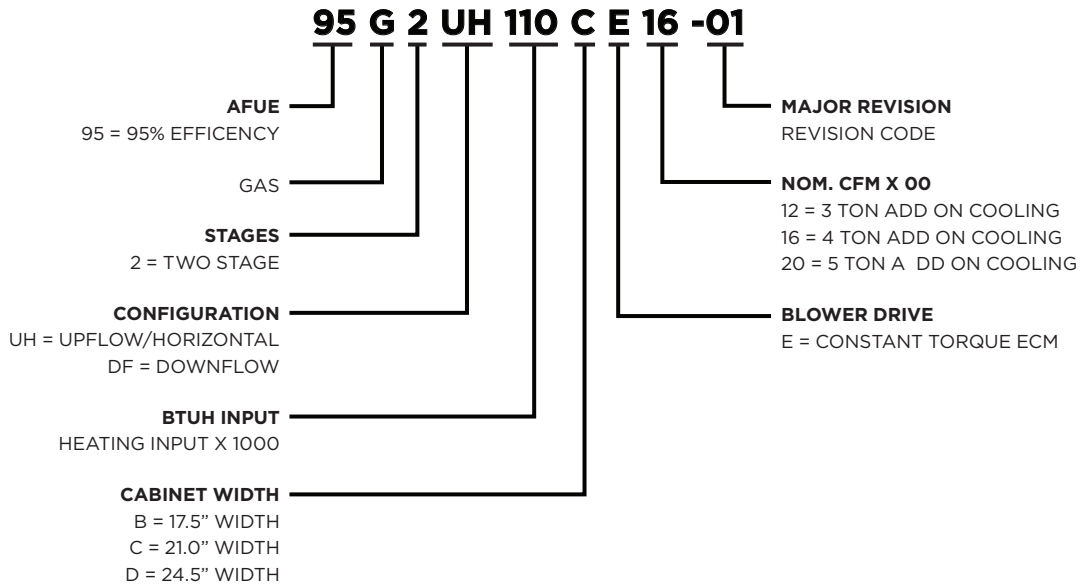 95 G 2 UH 110 C E 16 -01
AFUE
95 = 95% EFFICENCY
GAS
STAGES
2 = TWO STAGE
CONFIGURATION
UH = UPFLOW/HORIZONTAL
DF = DOWNFLOW
BTUH INPUT
HEATING INPUT X 1000
CABINET WIDTH
B = 17.5” WIDTH
C = 21.0” WIDTH
D = 24.5” WIDTH
MAJOR REVISION
REVISION CODE
NOM. CFM X 00
12 = 3 TON ADD ON COOLING
16 = 4 TON ADD ON COOLING
20 = 5 TON A DD ON COOLING
BLOWER DRIVE
E = CONSTANT TORQUE ECM